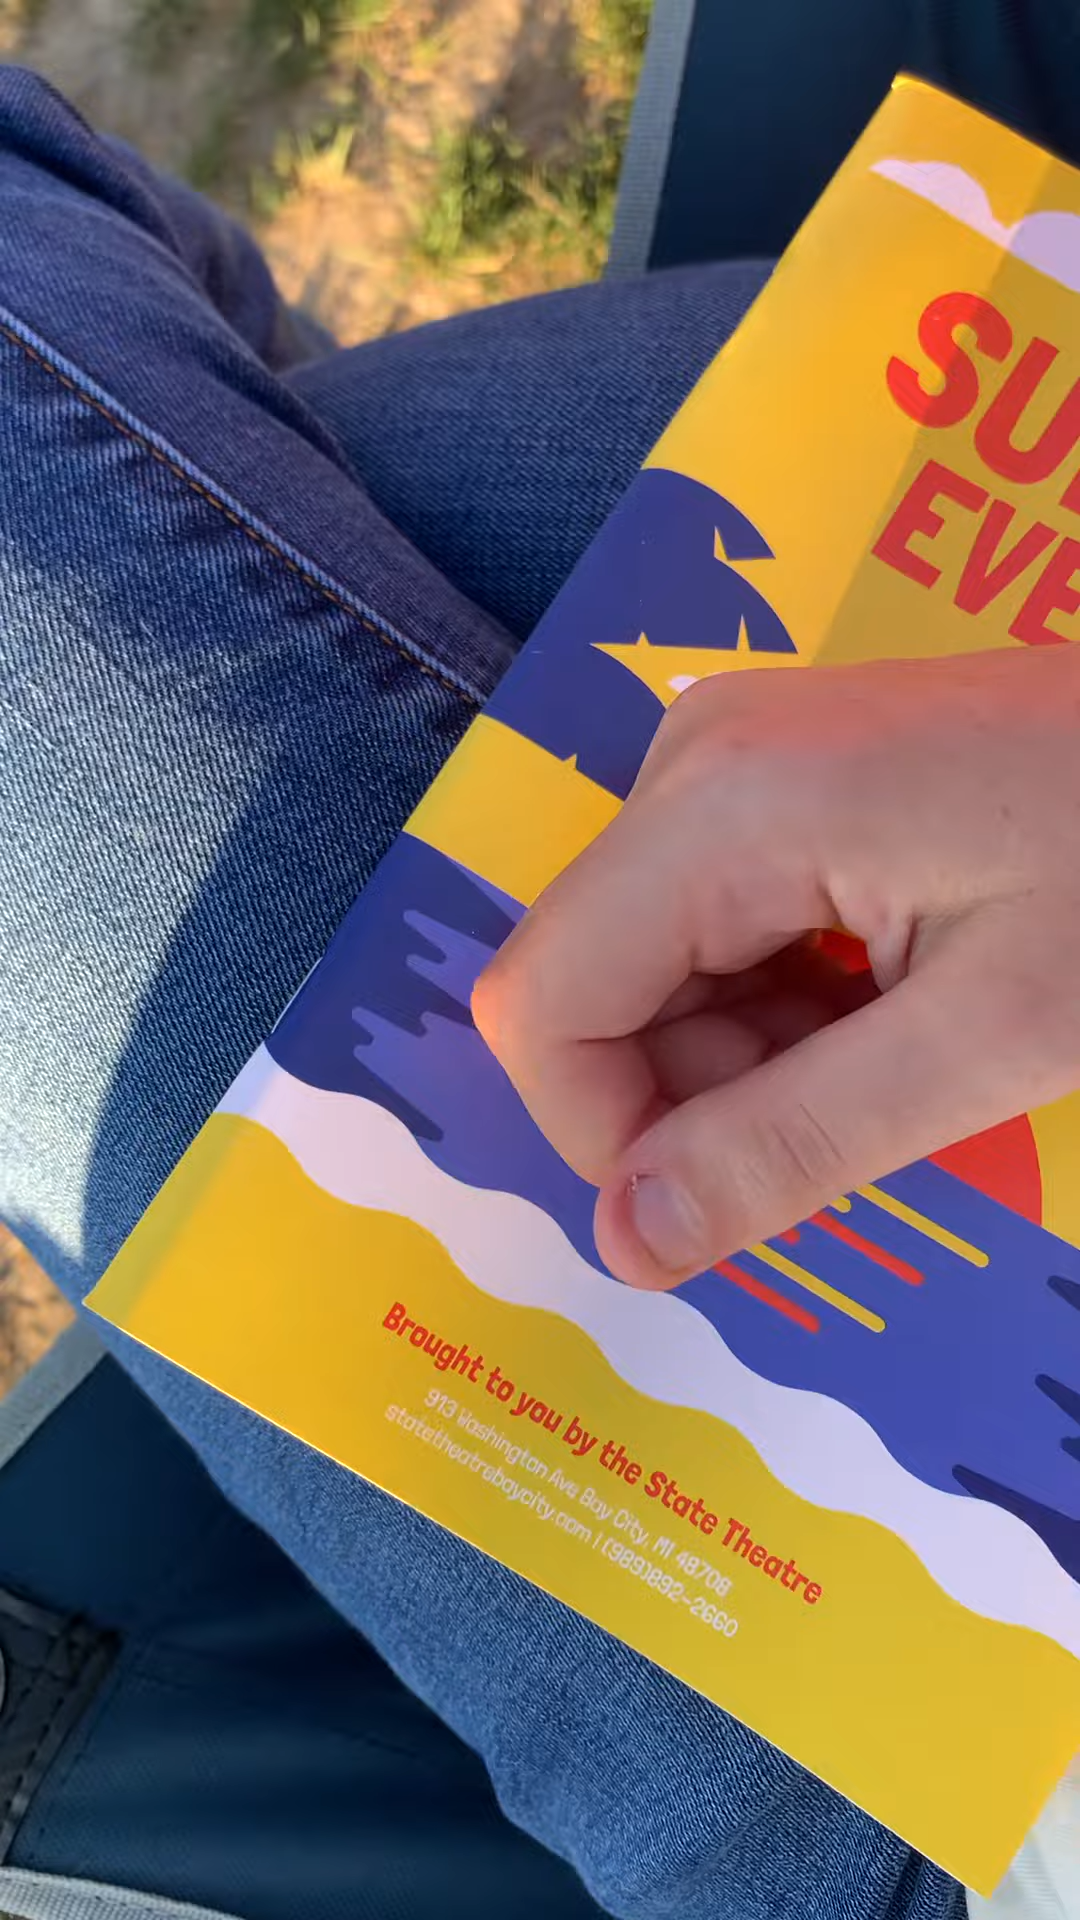 SU
EVE
Brought to you by the State Theatre
913 Washington Ave Bay City, MI 48708
statetheatrebaycity.com | (989)892-2660